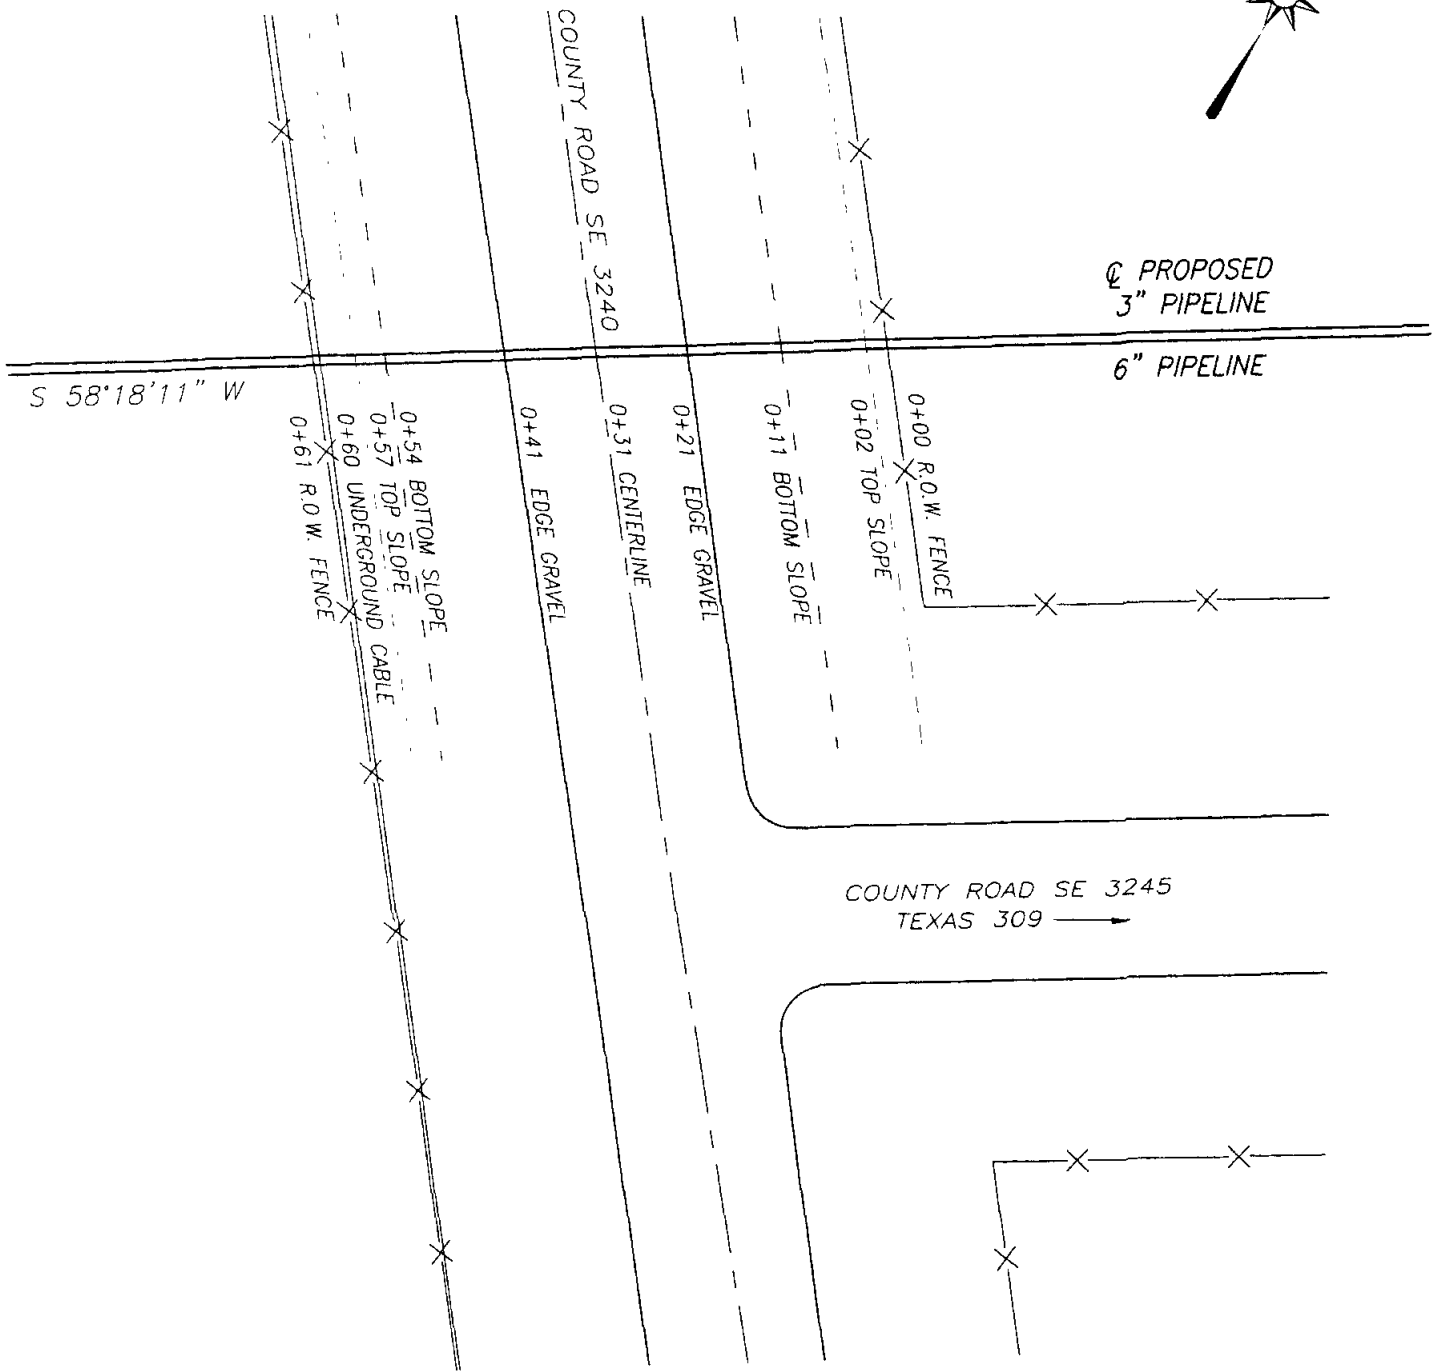 COUNTY ROAD SE 3240
℄ PROPOSED
3" PIPELINE
6" PIPELINE
S 58°18'11" W
0+61 R.O.W. FENCE
0+60 UNDERGROUND CABLE
0+57 TOP SLOPE
0+54 BOTTOM SLOPE
0+41 EDGE GRAVEL
0+31 CENTERLINE
0+21 EDGE GRAVEL
0+11 BOTTOM SLOPE
0+02 TOP SLOPE
0+00 R.O.W. FENCE
COUNTY ROAD SE 3245
TEXAS 309